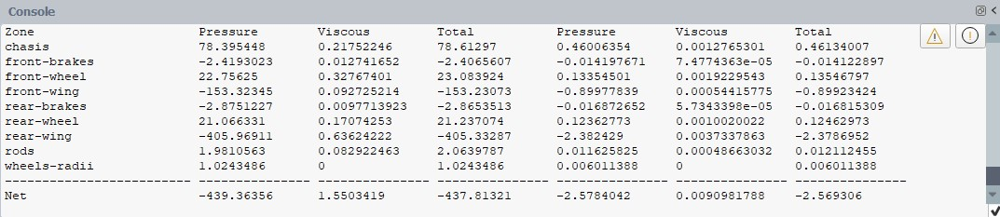 Console
Zone Pressure Viscous Total Pressure Viscous Total
chasis 78.395448 0.21752246 78.61297 0.46006354 0.0012765301 0.46134007
front-brakes -2.4193023 0.012741652 -2.4065607 -0.014197671 7.4774363e-05 -0.014122897
front-wheel 22.75625 0.32767401 23.083924 0.13354501 0.0019229543 0.13546797
front-wing -153.32345 0.092725214 -153.23073 -0.89977839 0.00054415775 -0.89923424
rear-brakes -2.8751227 0.0097713923 -2.8653513 -0.016872652 5.7343398e-05 -0.016815309
rear-wheel 21.066331 0.17074253 21.237074 0.12362773 0.0010020022 0.12462973
rear-wing -405.96911 0.63624222 -405.33287 -2.382429 0.0037337863 -2.3786952
rods 1.9810563 0.082922463 2.0639787 0.011625825 0.00048663032 0.012112455
wheels-radii 1.0243486 0 1.0243486 0.006011388 0 0.006011388
------------------------- --------------- --------------- --------------- --------------- --------------- ---------------
Net -439.36356 1.5503419 -437.81321 -2.5784042 0.0090981788 -2.569306